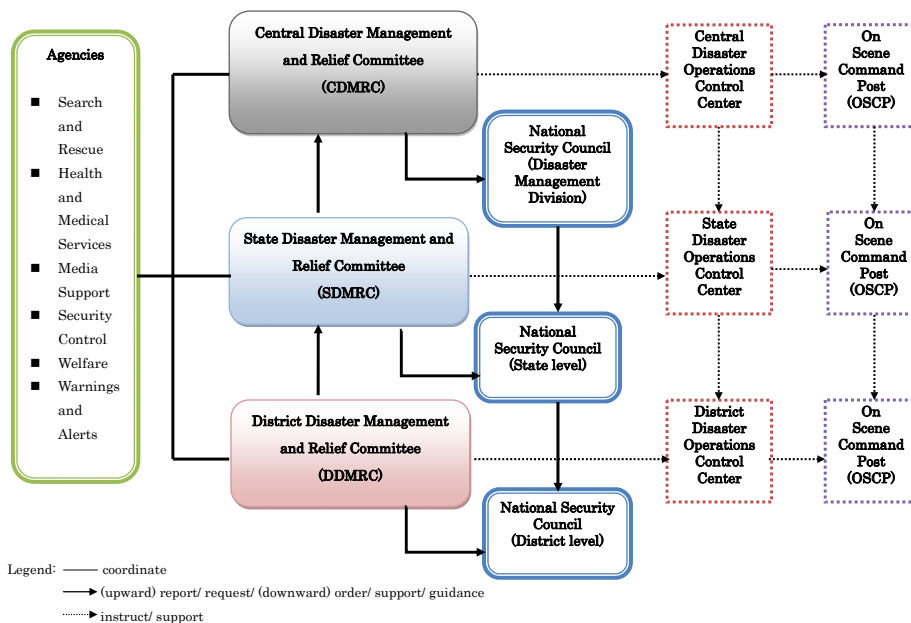 Agencies
Search
and
Rescue
Health
and
Medical
Services
Media
Support
Security
Control
Welfare
Warnings
and
Alerts
Central Disaster Management
and Relief Committee
(CDMRC)
National
Security Council
(Disaster
Management
Division)
Central
Disaster
Operations
Control
Center
On
Scene
Command
Post
(OSCP)
State Disaster Management and
Relief Committee
(SDMRC)
National
Security Council
(State level)
State
Disaster
Operations
Control
Center
On
Scene
Command
Post
(OSCP)
District Disaster Management
and Relief Committee
(DDMRC)
National Security
Council
(District level)
District
Disaster
Operations
Control
Center
On
Scene
Command
Post
(OSCP)
Legend: coordinate
(upward) report/ request/ (downward) order/ support/ guidance
instruct/ support